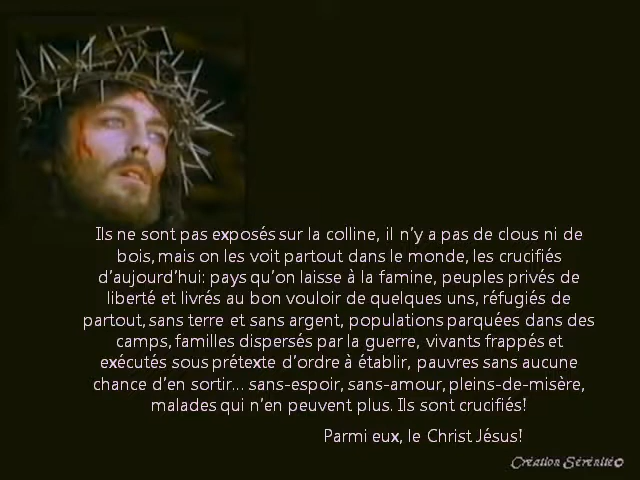 Ils ne sont pas exposés sur la colline, il n'y a pas de clous ni de
bois, mais on les voit partout dans le monde, les crucifiés
d'aujourd'hui: pays qu'on laisse à la famine, peuples privés de
liberté et livrés au bon vouloir de quelques uns, réfugiés de
partout, sans terre et sans argent, populations parquées dans des
camps, familles dispersés par la guerre, vivants frappés et
exécutés sous prétexte d'ordre à établir, pauvres sans aucune
chance d'en sortir... sans-espoir, sans-amour, pleins-de-misère,
malades qui n'en peuvent plus. Ils sont crucifiés!
Parmi eux, le Christ Jésus!
Création Sérénité©